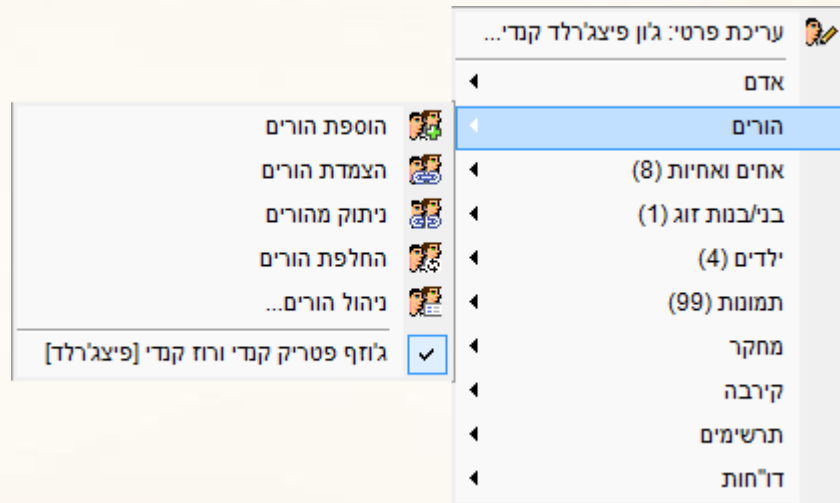 עריכת פרטי: ג'ון פיצג'רלד קנדי...
אדם
הורים
אחים ואחיות (8)
בני/בנות זוג (1)
ילדים (4)
תמונות (99)
מחקר
קירבה
תרשימים
דו"חות
הוספת הורים
הצמדת הורים
ניתוק מהורים
החלפת הורים
ניהול הורים...
ג'וזף פטריק קנדי ורוז קנדי [פיצג'רלד]